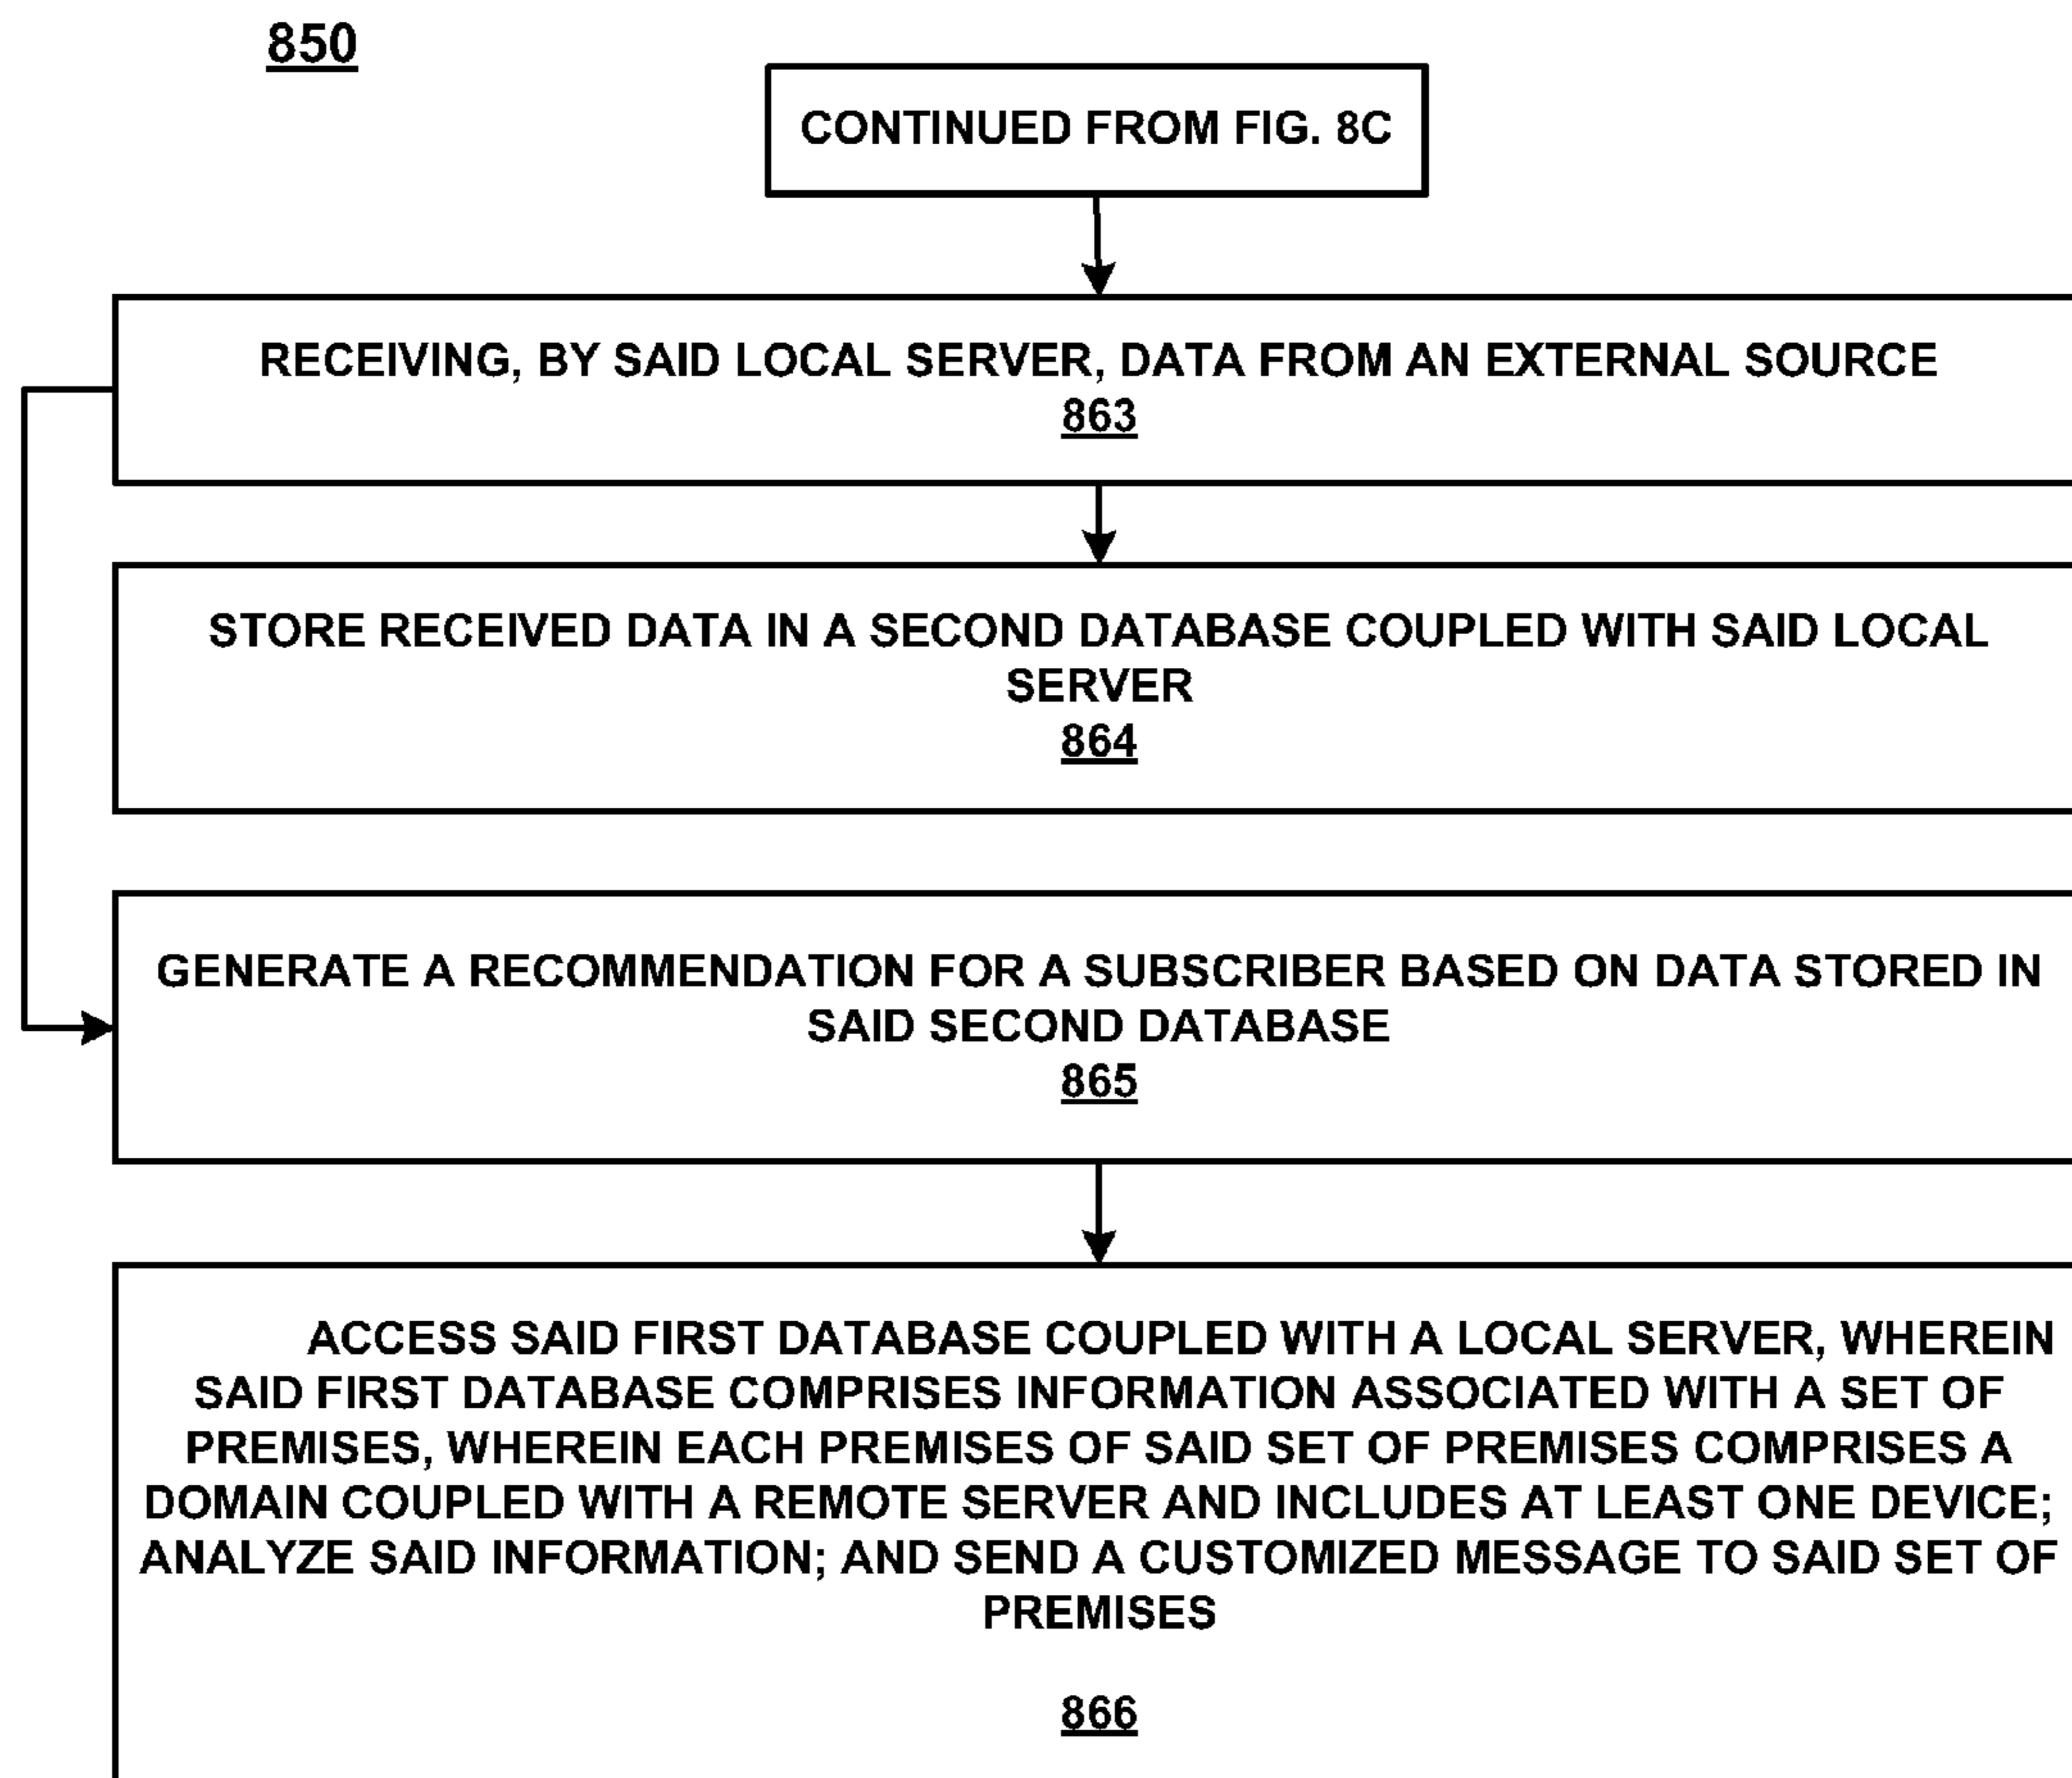 850
CONTINUED FROM FIG. 8C
RECEIVING, BY SAID LOCAL SERVER, DATA FROM AN EXTERNAL SOURCE
863
STORE RECEIVED DATA IN A SECOND DATABASE COUPLED WITH SAID LOCAL
SERVER
864
GENERATE A RECOMMENDATION FOR A SUBSCRIBER BASED ON DATA STORED IN
SAID SECOND DATABASE
865
ACCESS SAID FIRST DATABASE COUPLED WITH A LOCAL SERVER, WHEREIN
SAID FIRST DATABASE COMPRISES INFORMATION ASSOCIATED WITH A SET OF
PREMISES, WHEREIN EACH PREMISES OF SAID SET OF PREMISES COMPRISES A
DOMAIN COUPLED WITH A REMOTE SERVER AND INCLUDES AT LEAST ONE DEVICE;
ANALYZE SAID INFORMATION; AND SEND A CUSTOMIZED MESSAGE TO SAID SET OF
PREMISES
866